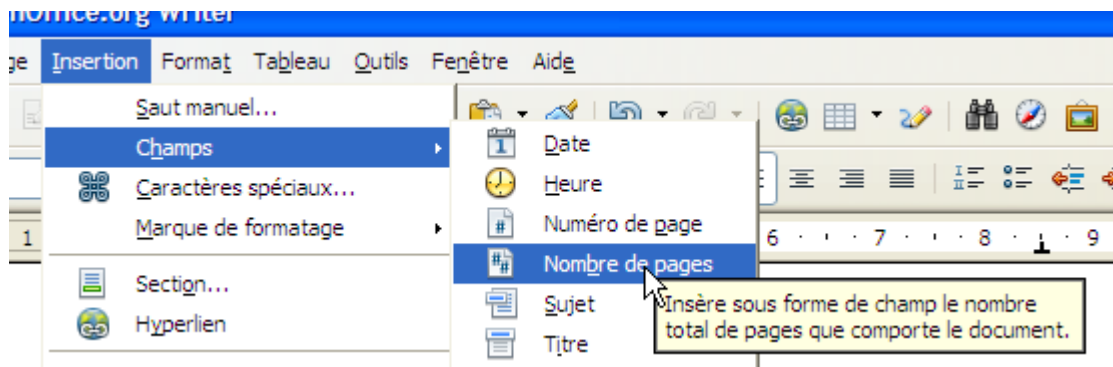 Office.org Writer
Insertion Format Tableau Outils Fenêtre Aide
Saut manuel...
Champs
Caractères spéciaux...
Marque de formatage
Section...
Hyperlien
Date
Heure
Numéro de page
Nombre de pages
Sujet
Titre
1 6 7 8 9
Insère sous forme de champ le nombre
total de pages que comporte le document.